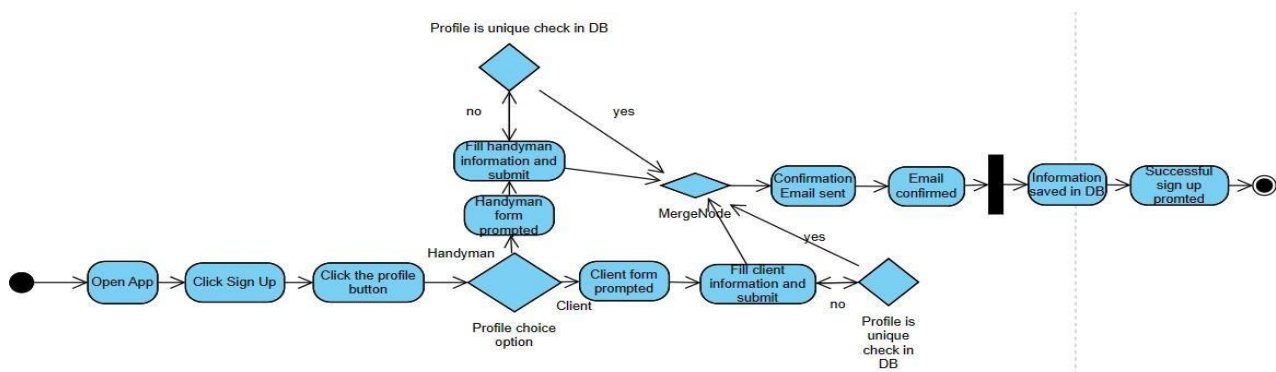 Profile is unique check in DB
no
yes
Fill handyman
information and
submit
Handyman
form
prompted
Handyman
MergeNode
Confirmation
Email sent
Email
confirmed
Information
saved in DB
Successful
sign up
promted
Open App
Click Sign Up
Click the profile
button
Profile choice
option
Client
Client form
prompted
Fill client
information and
submit
yes
no
Profile is
unique
check in
DB